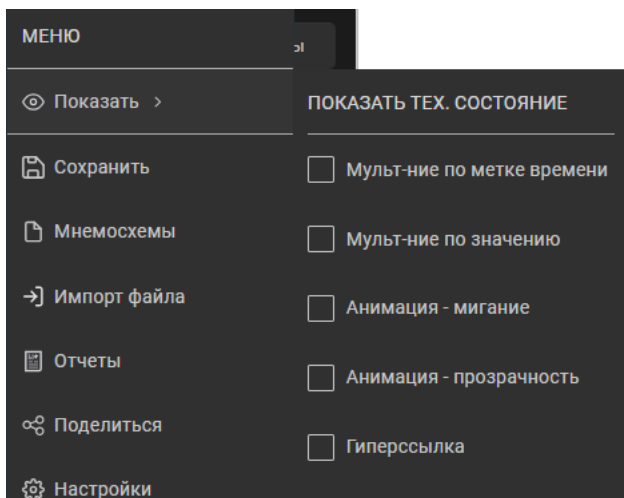 МЕНЮ
ы
Показать >
Сохранить
Мнемосхемы
Импорт файла
Отчеты
Поделиться
Настройки
ПОКАЗАТЬ ТЕХ. СОСТОЯНИЕ
Мульт-ние по метке времени
Мульт-ние по значению
Анимация - мигание
Анимация - прозрачность
Гиперссылка